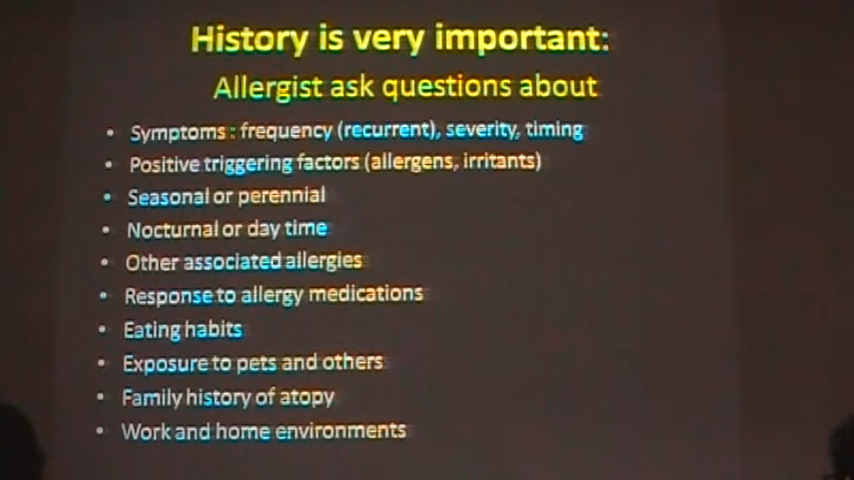 History is very important:
Allergist ask questions about
• Symptoms : frequency (recurrent), severity, timing
• Positive triggering factors (allergens, irritants)
• Seasonal or perennial
• Nocturnal or day time
• Other associated allergies
• Response to allergy medications
• Eating habits
• Exposure to pets and others
• Family history of atopy
• Work and home environments